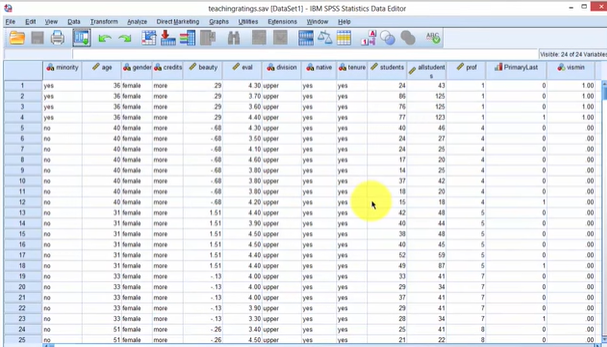 teachingratings.sav [DataSet1] - IBM SPSS Statistics Data Editor
File Edit View Data Transform Analyze Direct Marketing Graphs Utilities Extensions Window Help
Visible: 24 of 24 Variables
minority age gender credits beauty eval division native tenure students allstudents prof PrimaryLast vismin
1 yes 36 female more 29 4.30 upper yes yes 24 43 1 0 1.00
2 yes 36 female more 29 3.70 upper yes yes 86 125 1 0 1.00
3 yes 36 female more 29 3.60 upper yes yes 76 125 1 0 1.00
4 yes 36 female more 29 4.40 upper yes yes 77 123 1 1 1.00
5 no 40 female more -.68 4.30 upper yes yes 40 46 4 0 .00
6 no 40 female more -.68 3.50 upper yes yes 24 27 4 0 .00
7 no 40 female more -.68 4.10 upper yes yes 24 25 4 0 .00
8 no 40 female more -.68 4.60 upper yes yes 17 20 4 0 .00
9 no 40 female more -.68 3.80 upper yes yes 14 25 4 0 .00
10 no 40 female more -.68 3.80 upper yes yes 37 42 4 0 .00
11 no 40 female more -.68 3.80 upper yes yes 18 20 4 0 .00
12 no 40 female more -.68 4.20 upper yes yes 15 18 4 1 .00
13 no 31 female more 1.51 4.40 upper yes yes 42 48 5 0 .00
14 no 31 female more 1.51 3.90 upper yes yes 40 44 5 0 .00
15 no 31 female more 1.51 4.50 upper yes yes 38 48 5 0 .00
16 no 31 female more 1.51 4.50 upper yes yes 40 45 5 0 .00
17 no 31 female more 1.51 4.40 upper yes yes 52 59 5 0 .00
18 no 31 female more 1.51 4.60 upper yes yes 49 87 5 1 .00
19 no 33 female more -.13 4.00 upper yes yes 33 41 7 0 .00
20 no 33 female more -.13 4.00 upper yes yes 29 34 7 0 .00
21 no 33 female more -.13 4.00 upper yes yes 37 41 7 0 .00
22 no 33 female more -.13 3.90 upper yes yes 29 41 7 0 .00
23 no 33 female more -.13 3.30 upper yes yes 28 34 7 1 .00
24 no 51 female more -.26 3.40 upper yes yes 25 41 8 0 .00
25 no 51 female more -.26 4.50 upper yes yes 21 22 8 0 .00